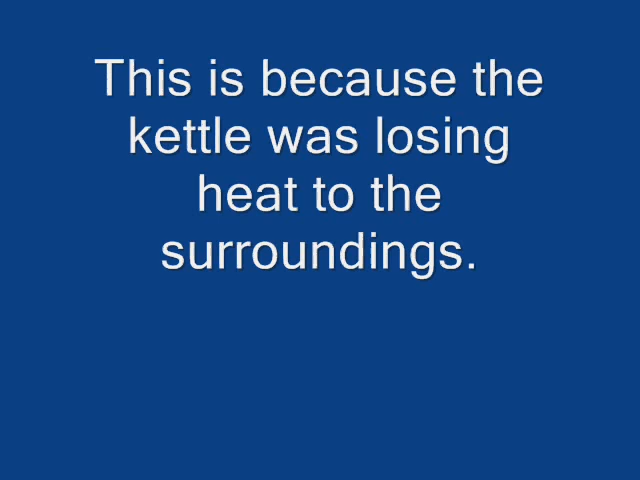 This is because the
kettle was losing
heat to the
surroundings.